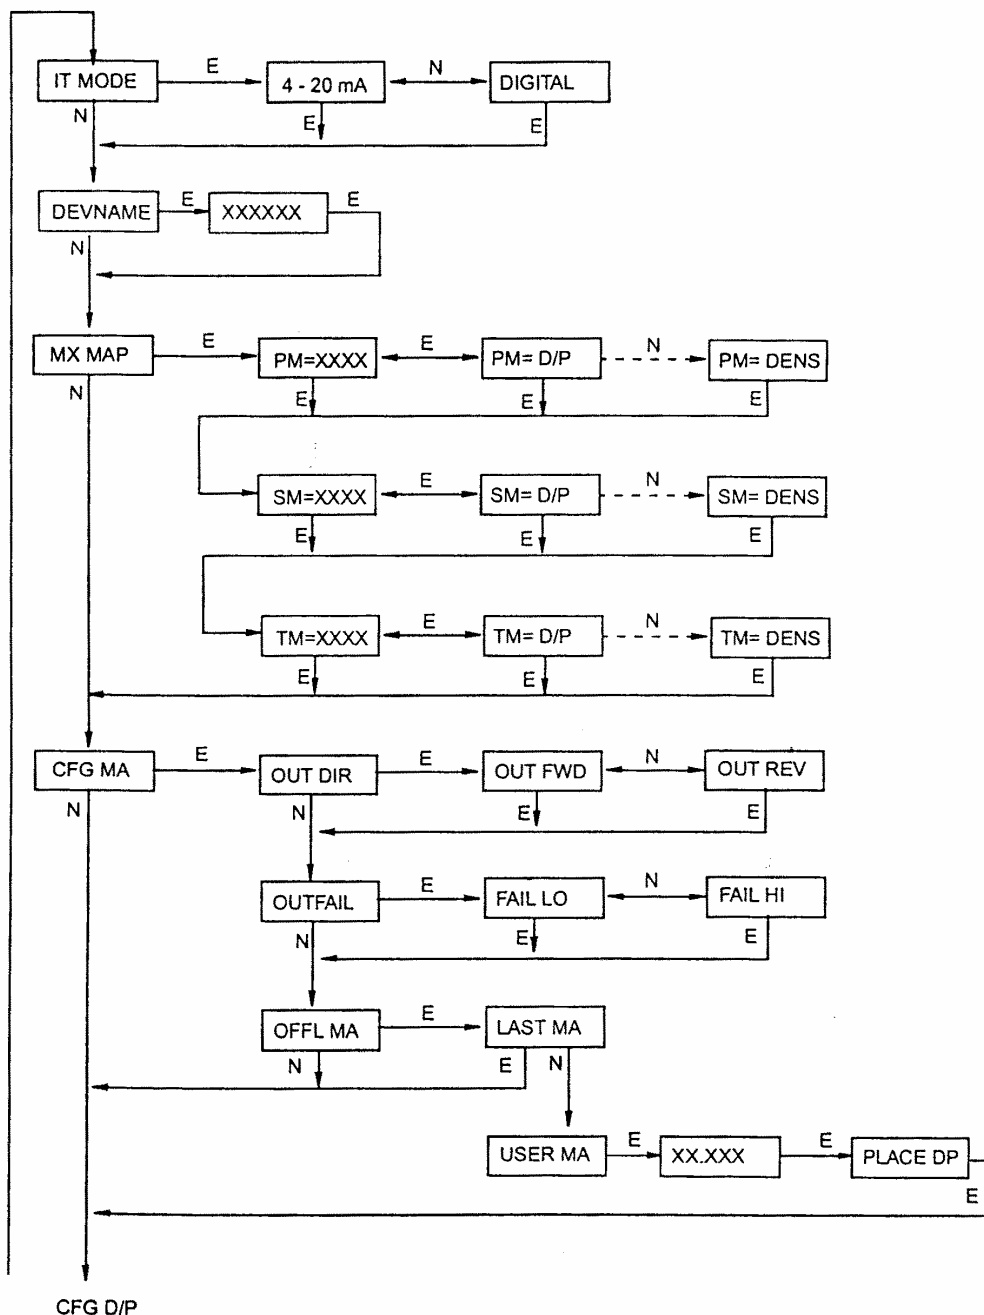 IT MODE E 4 - 20 mA N DIGITAL
N E E
DEVNAME E XXXXXX E
N
MX MAP E PM=XXXX E PM= D/P N PM= DENS
N E E E
SM=XXXX E SM= D/P N SM= DENS
E E E
TM=XXXX E TM= D/P N TM= DENS
E E E
CFG MA E OUT DIR E OUT FWD N OUT REV
N N E E
OUTFAIL E FAIL LO N FAIL HI
N E E
OFFL MA E LAST MA
N E N
USER MA E XX.XXX E PLACE DP
E
CFG D/P